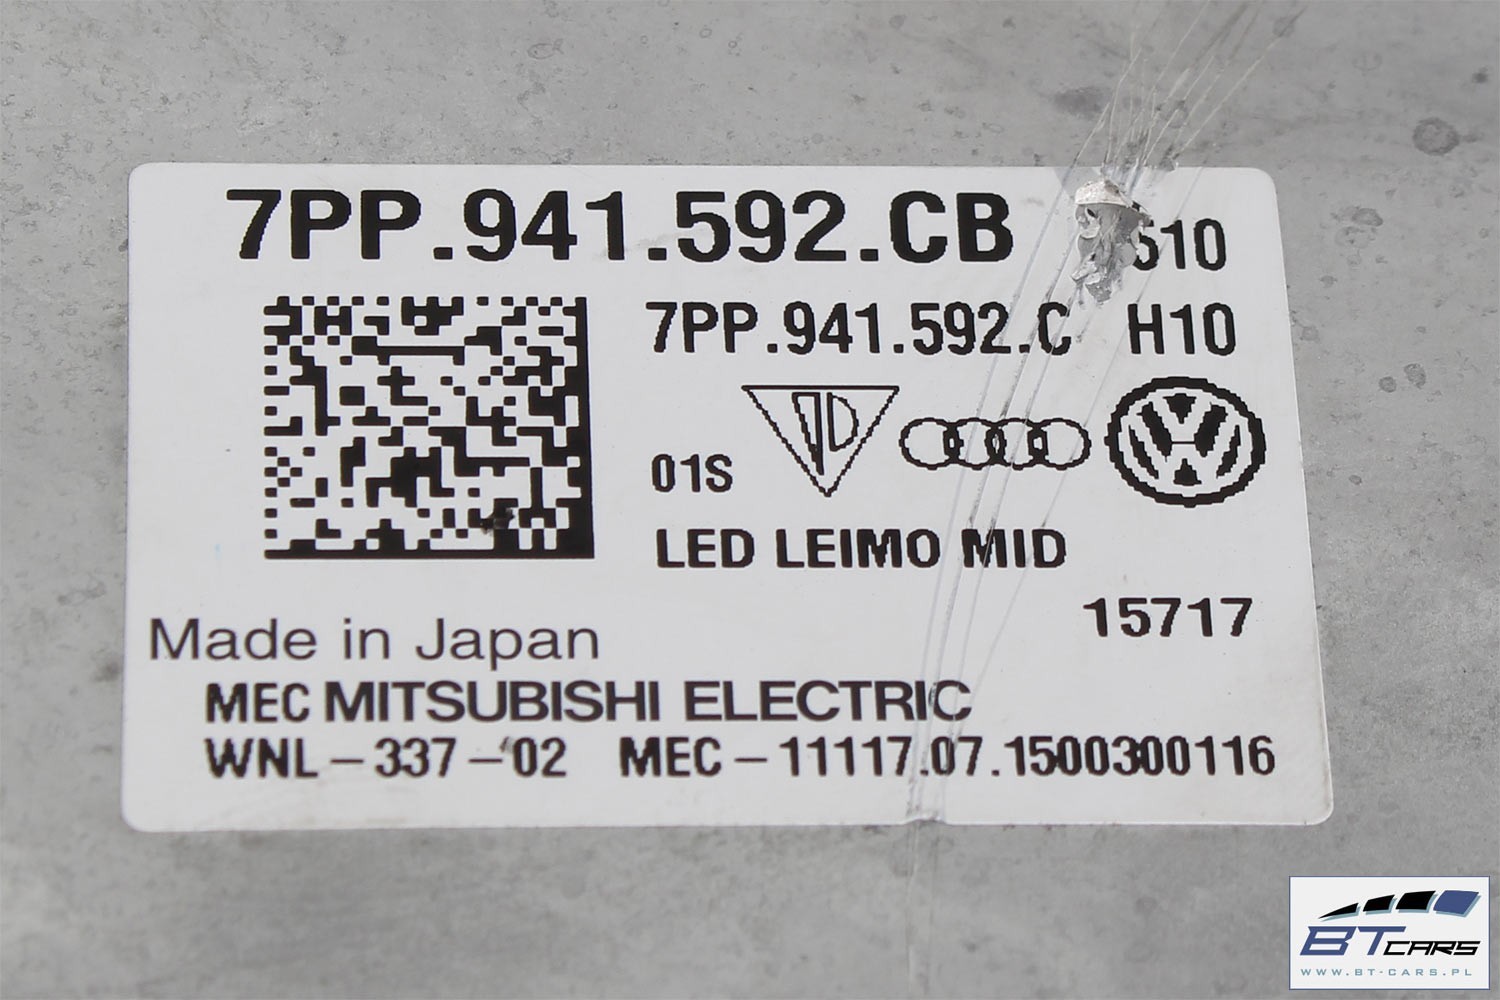 7PP.941.592.CB 510
7PP.941.592.C H10
01S
LED LEIMO MID
15717
Made in Japan
MEC MITSUBISHI ELECTRIC
WNL-337-02 MEC-11117.07.1500300116
BT CARS
WWW.BT-CARS.PL